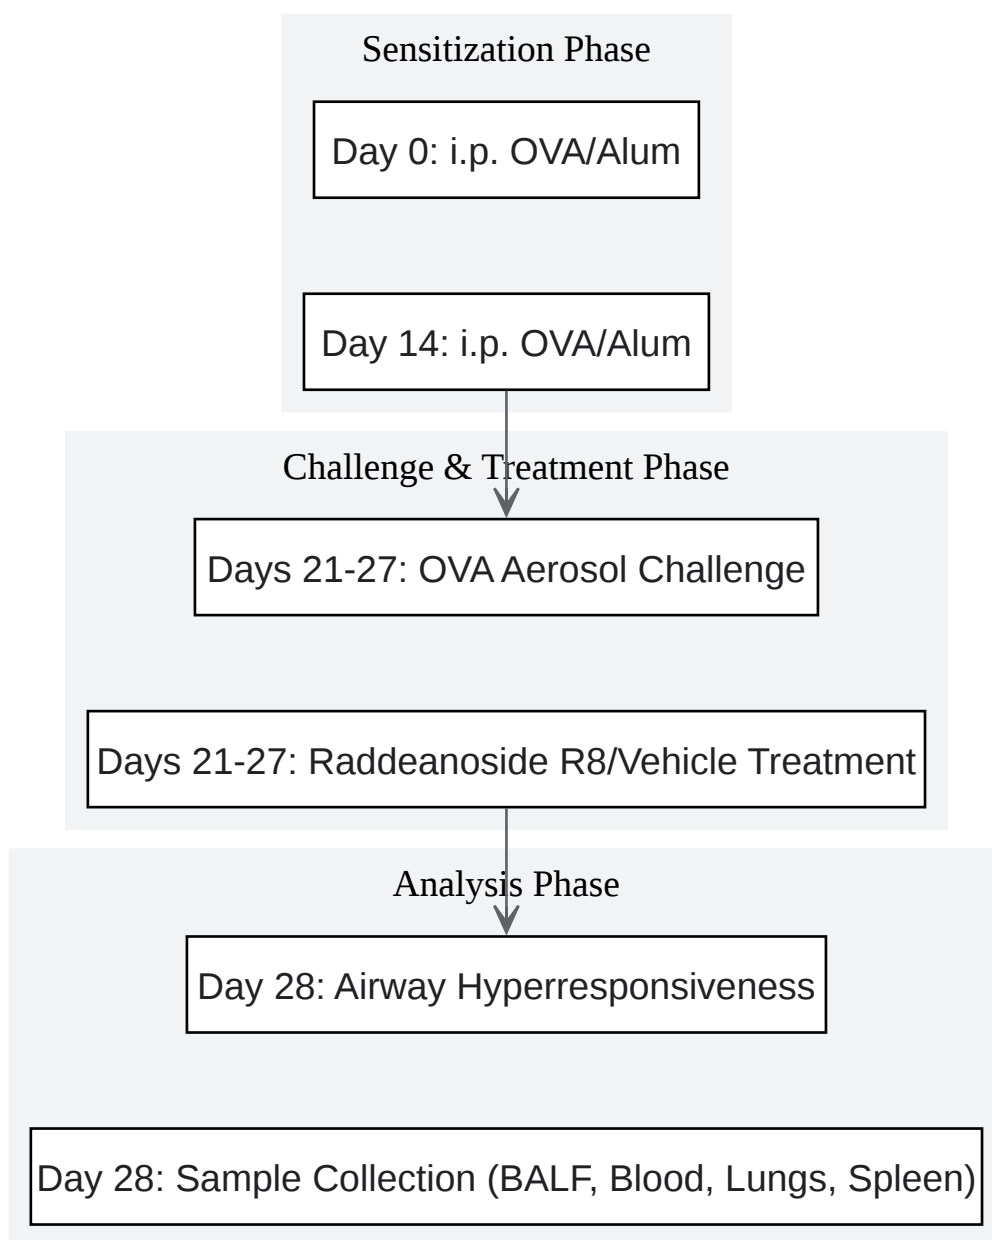 Sensitization Phase
Day 0: i.p. OVA/Alum
Day 14: i.p. OVA/Alum
Challenge & Treatment Phase
Days 21-27: OVA Aerosol Challenge
Days 21-27: Raddeanoside R8/Vehicle Treatment
Analysis Phase
Day 28: Airway Hyperresponsiveness
Day 28: Sample Collection (BALF, Blood, Lungs, Spleen)